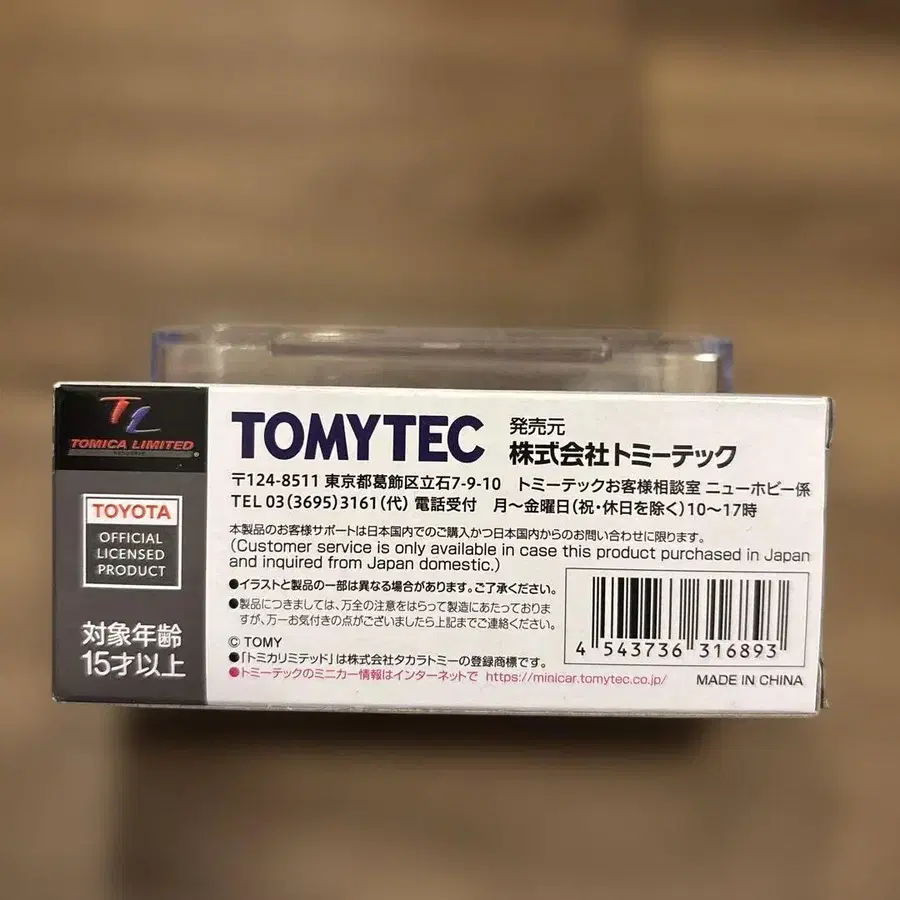 TL
TOMICA LIMITED
TOYOTA
OFFICIAL
LICENSED
PRODUCT
対象年齢
15才以上
TOMYTEC
発売元
株式会社トミーテック
〒124-8511 東京都葛飾区立石7-9-10 トミーテックお客様相談室 ニューホビー係
TEL 03(3695)3161(代) 電話受付 月〜金曜日(祝・休日を除く)10〜17時
本製品のお客様サポートは日本国内でのご購入かつ日本国内からのお問い合わせに限ります。
(Customer service is only available in case this product purchased in Japan
and inquired from Japan domestic.)
●イラストと製品の一部は異なる場合があります。ご了承ください。
●製品につきましては、万全の注意をはらって製造にあたっておりま
すが、万一お気付きの点がございましたら上記までご連絡ください。
© TOMY
●「トミカリミテッド」は株式会社タカラトミーの登録商標です。
●トミーテックのミニカー情報はインターネットで https://minicar.tomytec.co.jp/
4 543736 316893
MADE IN CHINA